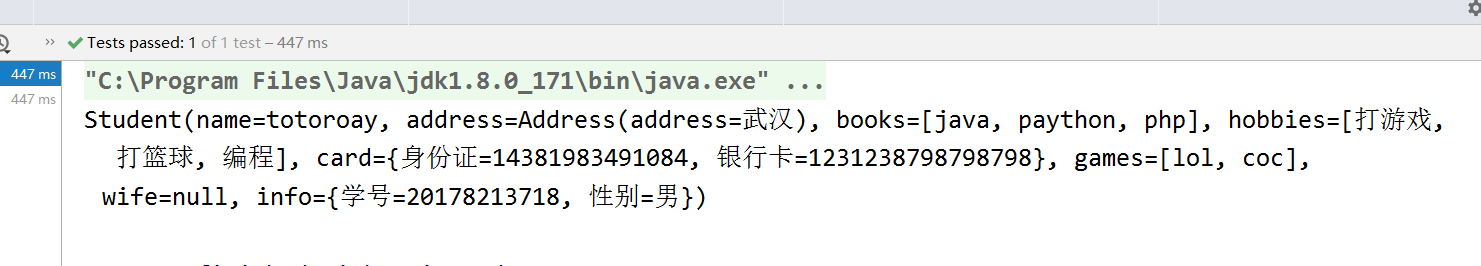 Tests passed: 1 of 1 test – 447 ms
447 ms
"C:\Program Files\Java\jdk1.8.0_171\bin\java.exe" ...
447 ms
Student(name=totoroay, address=Address(address=武汉), books=[java, paython, php], hobbies=[打游戏,
打篮球, 编程], card={身份证=14381983491084, 银行卡=1231238798798798}, games=[lol, coc],
wife=null, info={学号=20178213718, 性别=男})